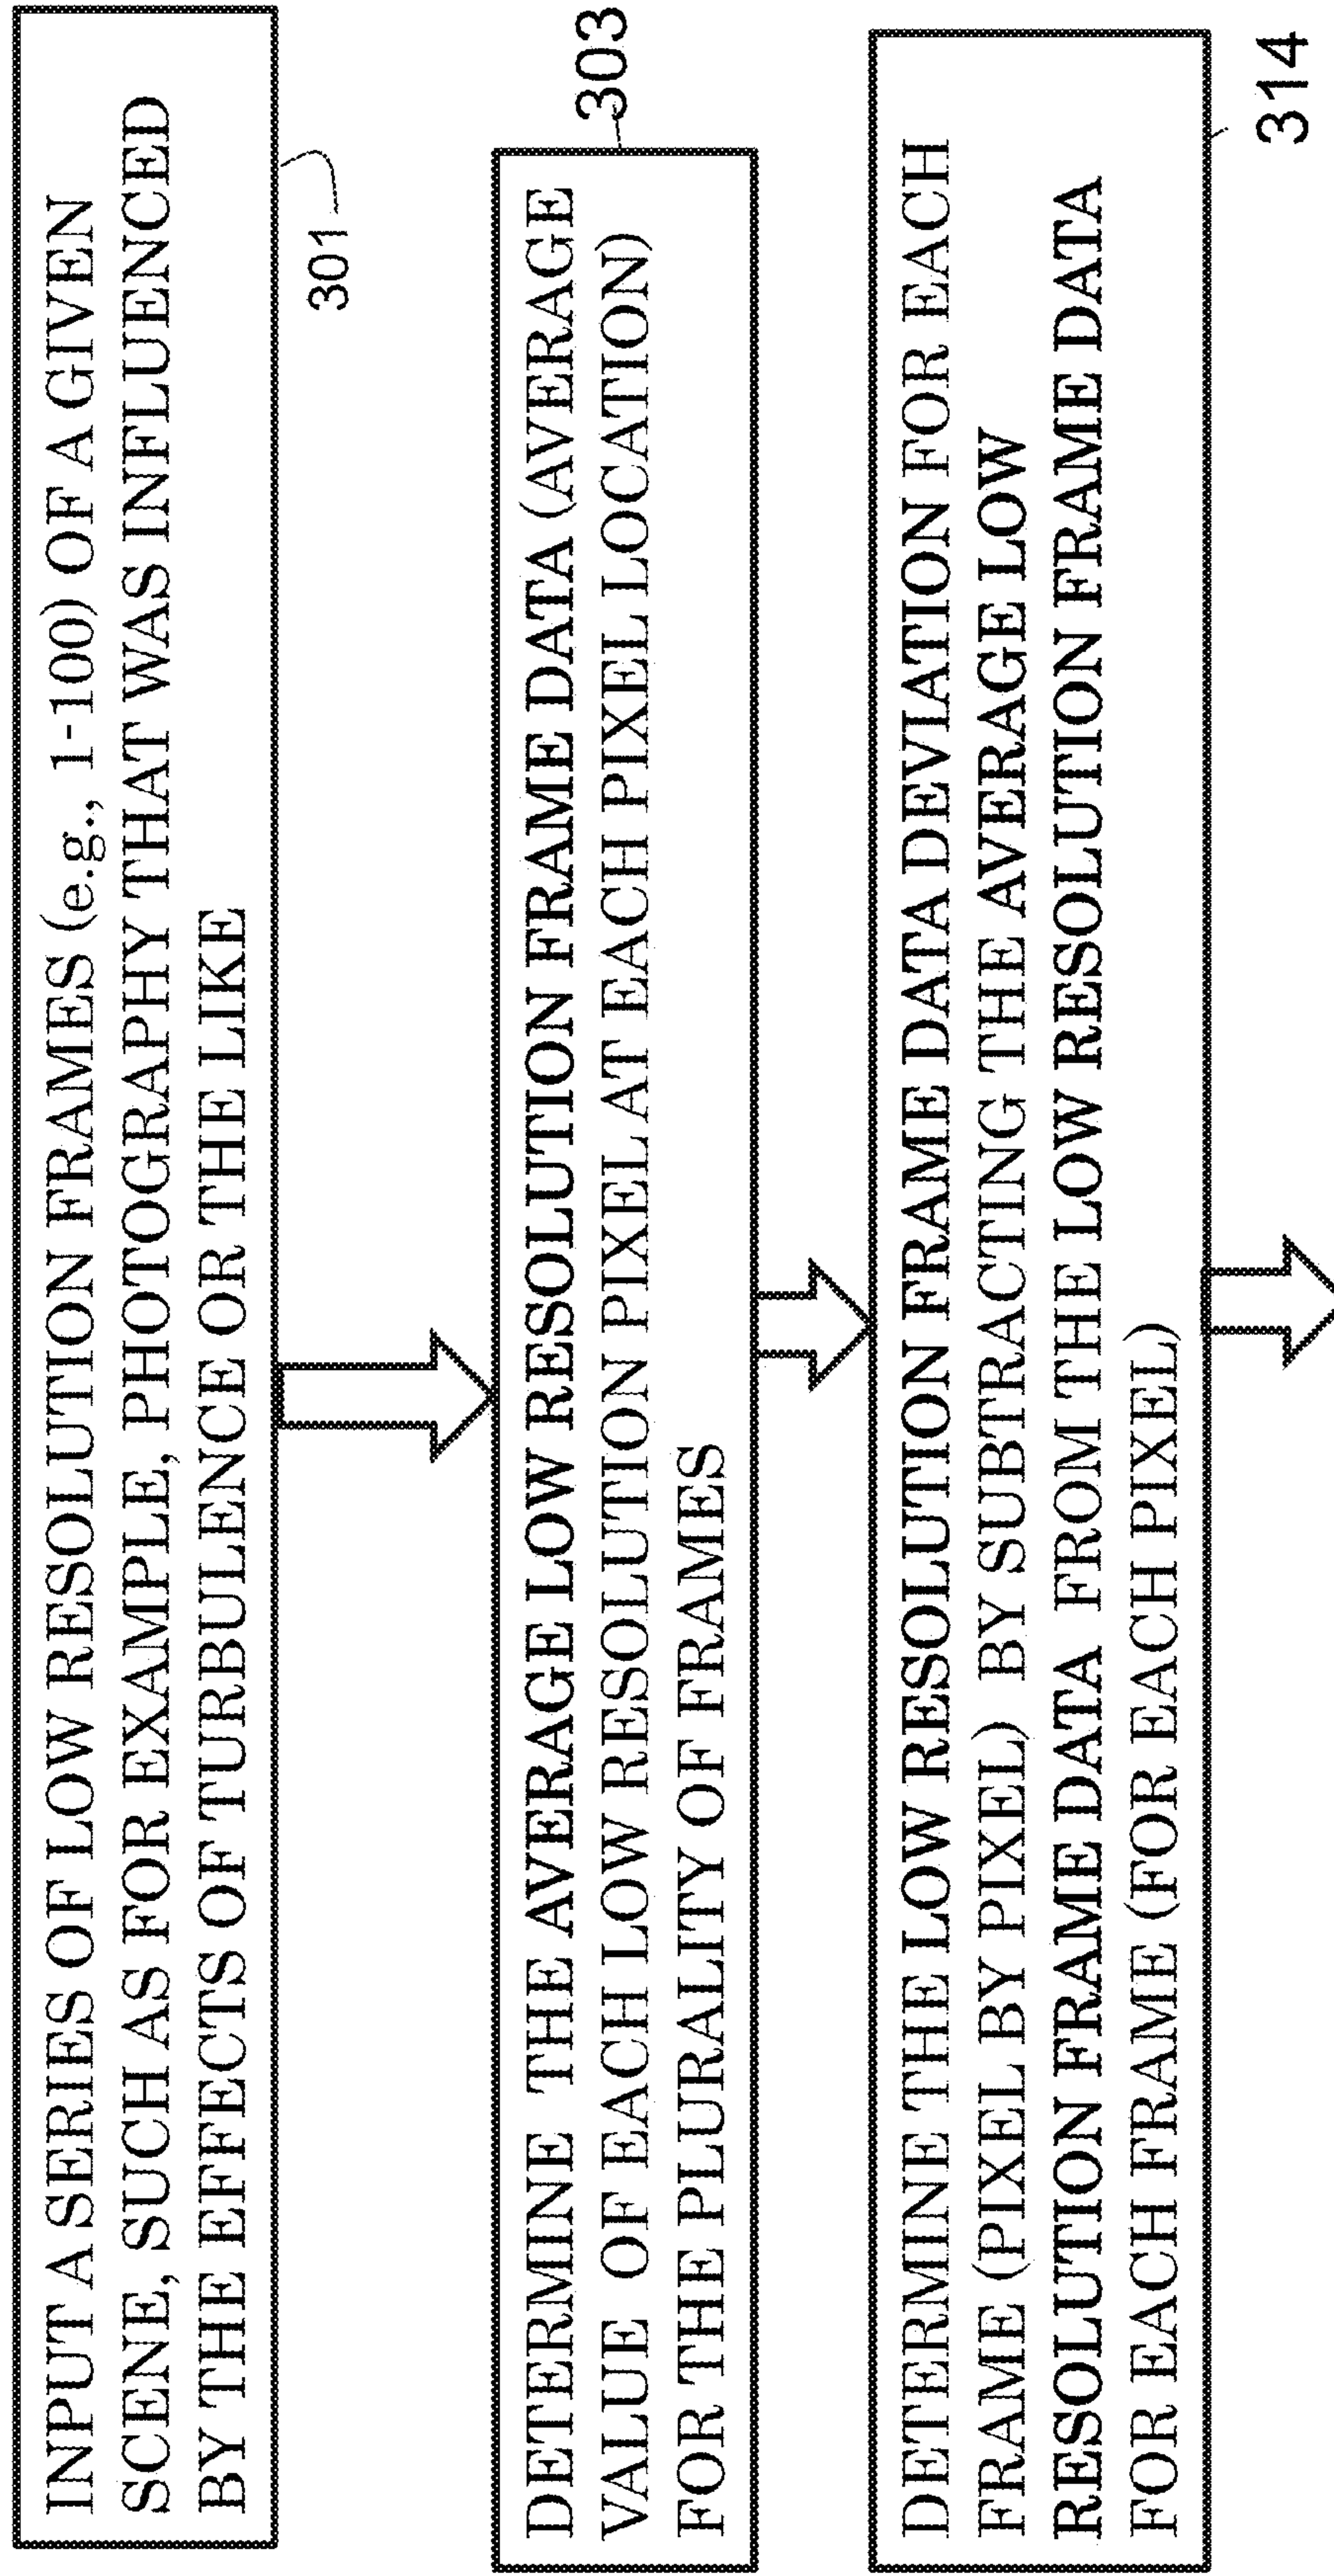 INPUT A SERIES OF LOW RESOLUTION FRAMES (e.g., 1-100) OF A GIVEN
SCENE, SUCH AS FOR EXAMPLE, PHOTOGRAPHY THAT WAS INFLUENCED
BY THE EFFECTS OF TURBULENCE OR THE LIKE
301
DETERMINE THE AVERAGE LOW RESOLUTION FRAME DATA (AVERAGE
VALUE OF EACH LOW RESOLUTION PIXEL AT EACH PIXEL LOCATION)
FOR THE PLURALITY OF FRAMES
303
DETERMINE THE LOW RESOLUTION FRAME DATA DEVIATION FOR EACH
FRAME (PIXEL BY PIXEL) BY SUBTRACTING THE AVERAGE LOW
RESOLUTION FRAME DATA FROM THE LOW RESOLUTION FRAME DATA
FOR EACH FRAME (FOR EACH PIXEL)
314